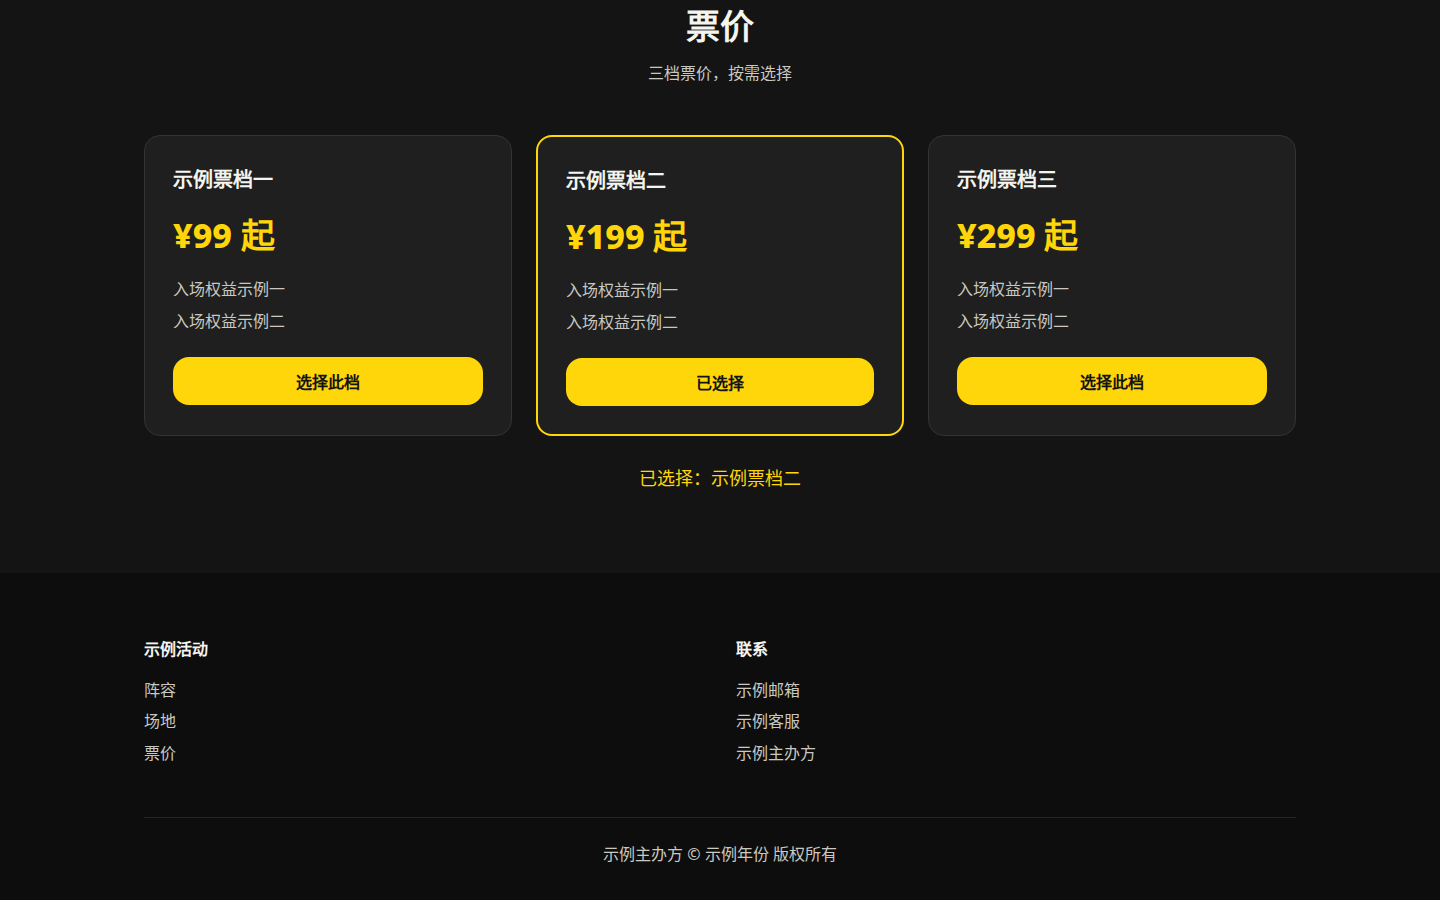 票价
三档票价，按需选择
示例票档一
¥99 起
入场权益示例一
入场权益示例二
选择此档
示例票档二
¥199 起
入场权益示例一
入场权益示例二
已选择
示例票档三
¥299 起
入场权益示例一
入场权益示例二
选择此档
已选择：示例票档二
示例活动
阵容
场地
票价
联系
示例邮箱
示例客服
示例主办方
示例主办方 © 示例年份 版权所有